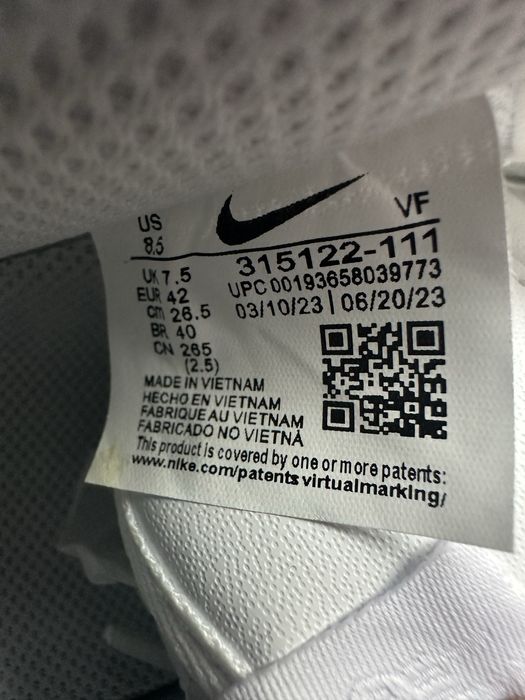 US
8.5
VF
315122-111
UPC 00193658039773
03/10/23 | 06/20/23
UK 7.5
EUR 42
cm 26.5
BR 40
CN 265
(2.5)
MADE IN VIETNAM
HECHO EN VIETNAM
FABRIQUE AU VIETNAM
FABRICADO NO VIETNÃ
This product is covered by one or more patents:
www.nike.com/patents virtualmarking/